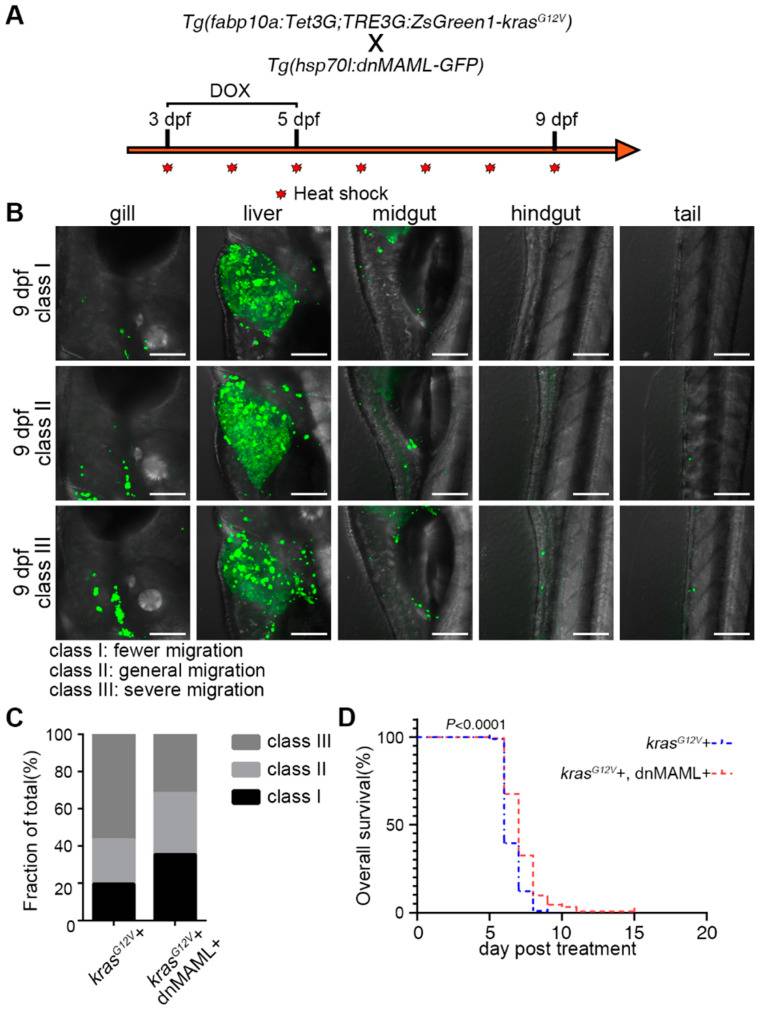 A
Tg(fabp10a:Tet3G;TRE3G:ZsGreen1-krasG12V)
X
Tg(hsp70l:dnMAML-GFP)
DOX
3 dpf 5 dpf 9 dpf
Heat shock
B
gill liver midgut hindgut tail
9 dpf
class I
9 dpf
class II
9 dpf
class III
class I: fewer migration
class II: general migration
class III: severe migration
C
Fraction of total(%)
100
80
60
40
20
0
krasG12V+
krasG12V+
dnMAML+
class III
class II
class I
D
P<0.0001
krasG12V+
krasG12V+, dnMAML+
Overall survival(%)
100
50
0
0 5 10 15 20
day post treatment